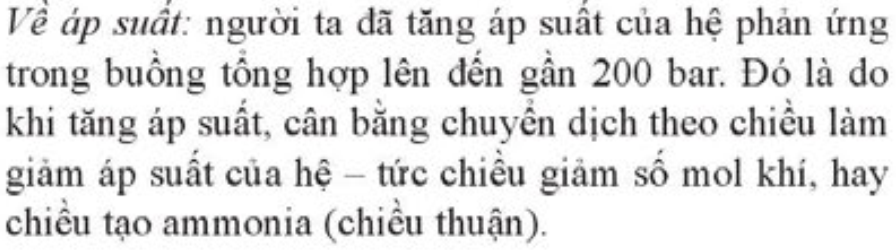 Về áp suất: người ta đã tăng áp suất của hệ phản ứng
trong buồng tổng hợp lên đến gần 200 bar. Đó là do
khi tăng áp suất, cân bằng chuyển dịch theo chiều làm
giảm áp suất của hệ – tức chiều giảm số mol khí, hay
chiều tạo ammonia (chiều thuận).